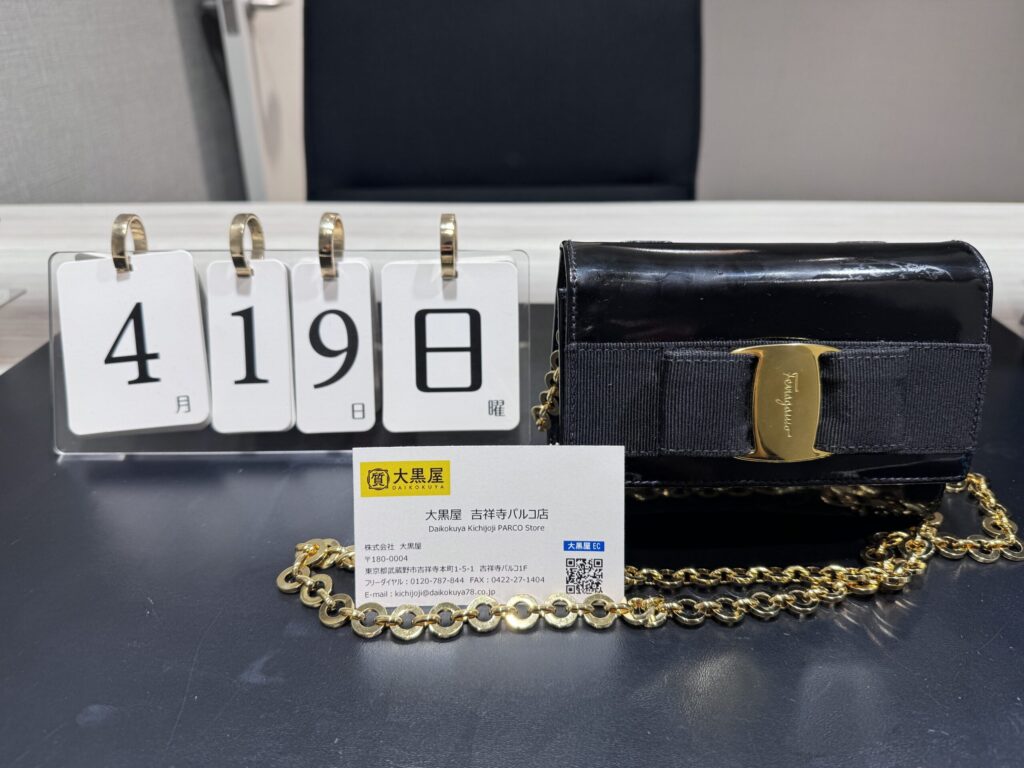 4
月
1
9
日
日
曜
Ferragamo
質 大黒屋
DAIKOKUYA
大黒屋 吉祥寺パルコ店
Daikokuya Kichijoji PARCO Store
株式会社 大黒屋
〒180-0004
東京都武蔵野市吉祥寺本町1-5-1 吉祥寺パルコ1F
フリーダイヤル：0120-787-844 FAX：0422-27-1404
E-mail：kichijoji@daikokuya78.co.jp
大黒屋 EC